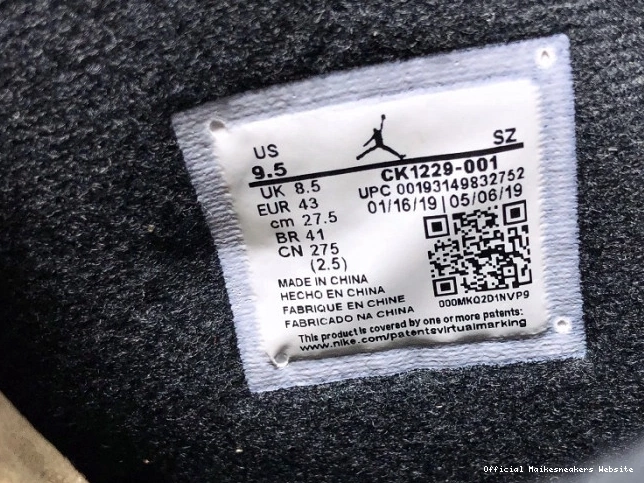 US
9.5
SZ
UK 8.5
EUR 43
cm 27.5
BR 41
CN 275
(2.5)
CK1229-001
UPC 00193149832752
01/16/19 | 05/06/19
000MKQ2D1NVP9
MADE IN CHINA
HECHO EN CHINA
FABRIQUE EN CHINE
FABRICADO NA CHINA
This product is covered by one or more patents:
www.nike.com/patentsvirtualmarking
Official Maikesneakers Website